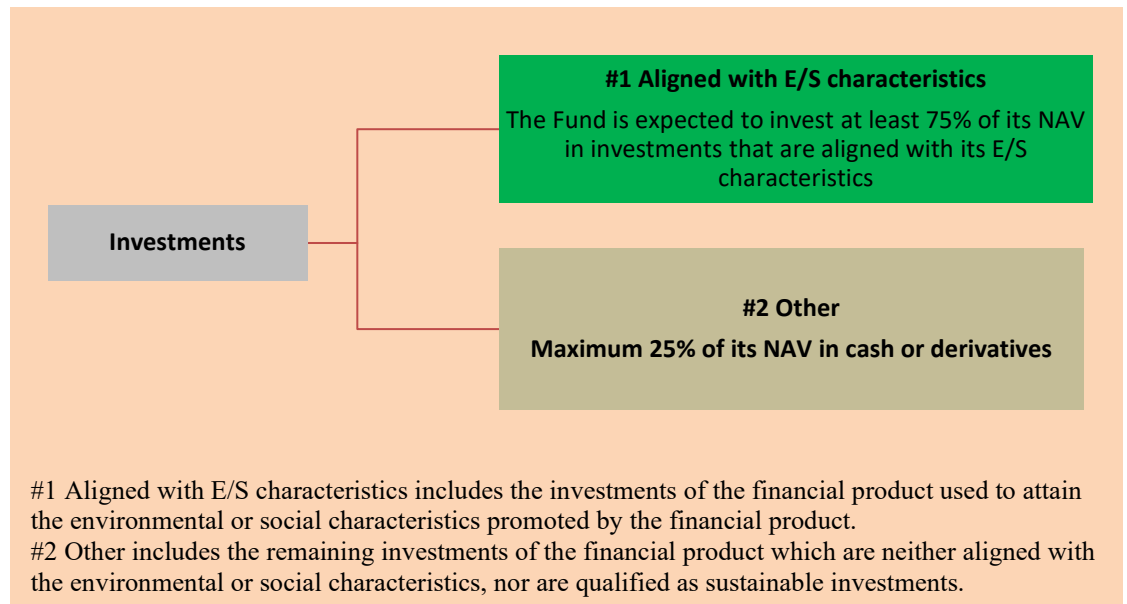 #1 Aligned with E/S characteristics
The Fund is expected to invest at least 75% of its NAV
in investments that are aligned with its E/S
characteristics
Investments
#2 Other
Maximum 25% of its NAV in cash or derivatives
#1 Aligned with E/S characteristics includes the investments of the financial product used to attain
the environmental or social characteristics promoted by the financial product.
#2 Other includes the remaining investments of the financial product which are neither aligned with
the environmental or social characteristics, nor are qualified as sustainable investments.